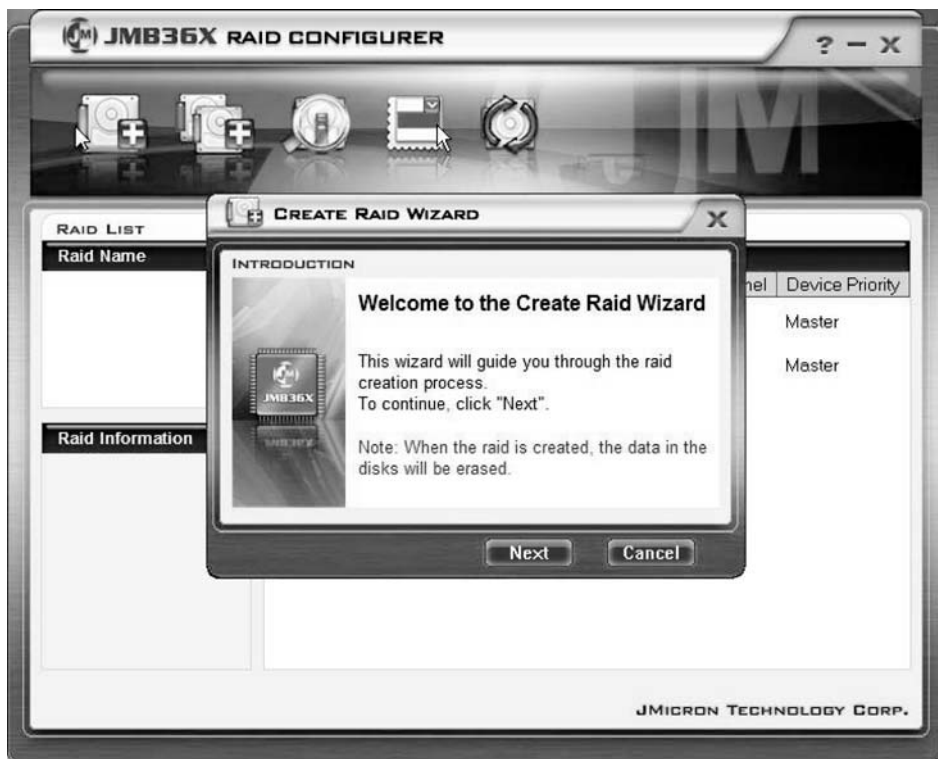 JMB36X RAID CONFIGURER
? – X
JM
RAID LIST
Raid Name
nel Device Priority
Master
Master
Raid Information
CREATE RAID WIZARD
X
INTRODUCTION
JMB36X
Welcome to the Create Raid Wizard
This wizard will guide you through the raid
creation process.
To continue, click "Next".
Note: When the raid is created, the data in the
disks will be erased.
Next Cancel
JMICRON TECHNOLOGY CORP.